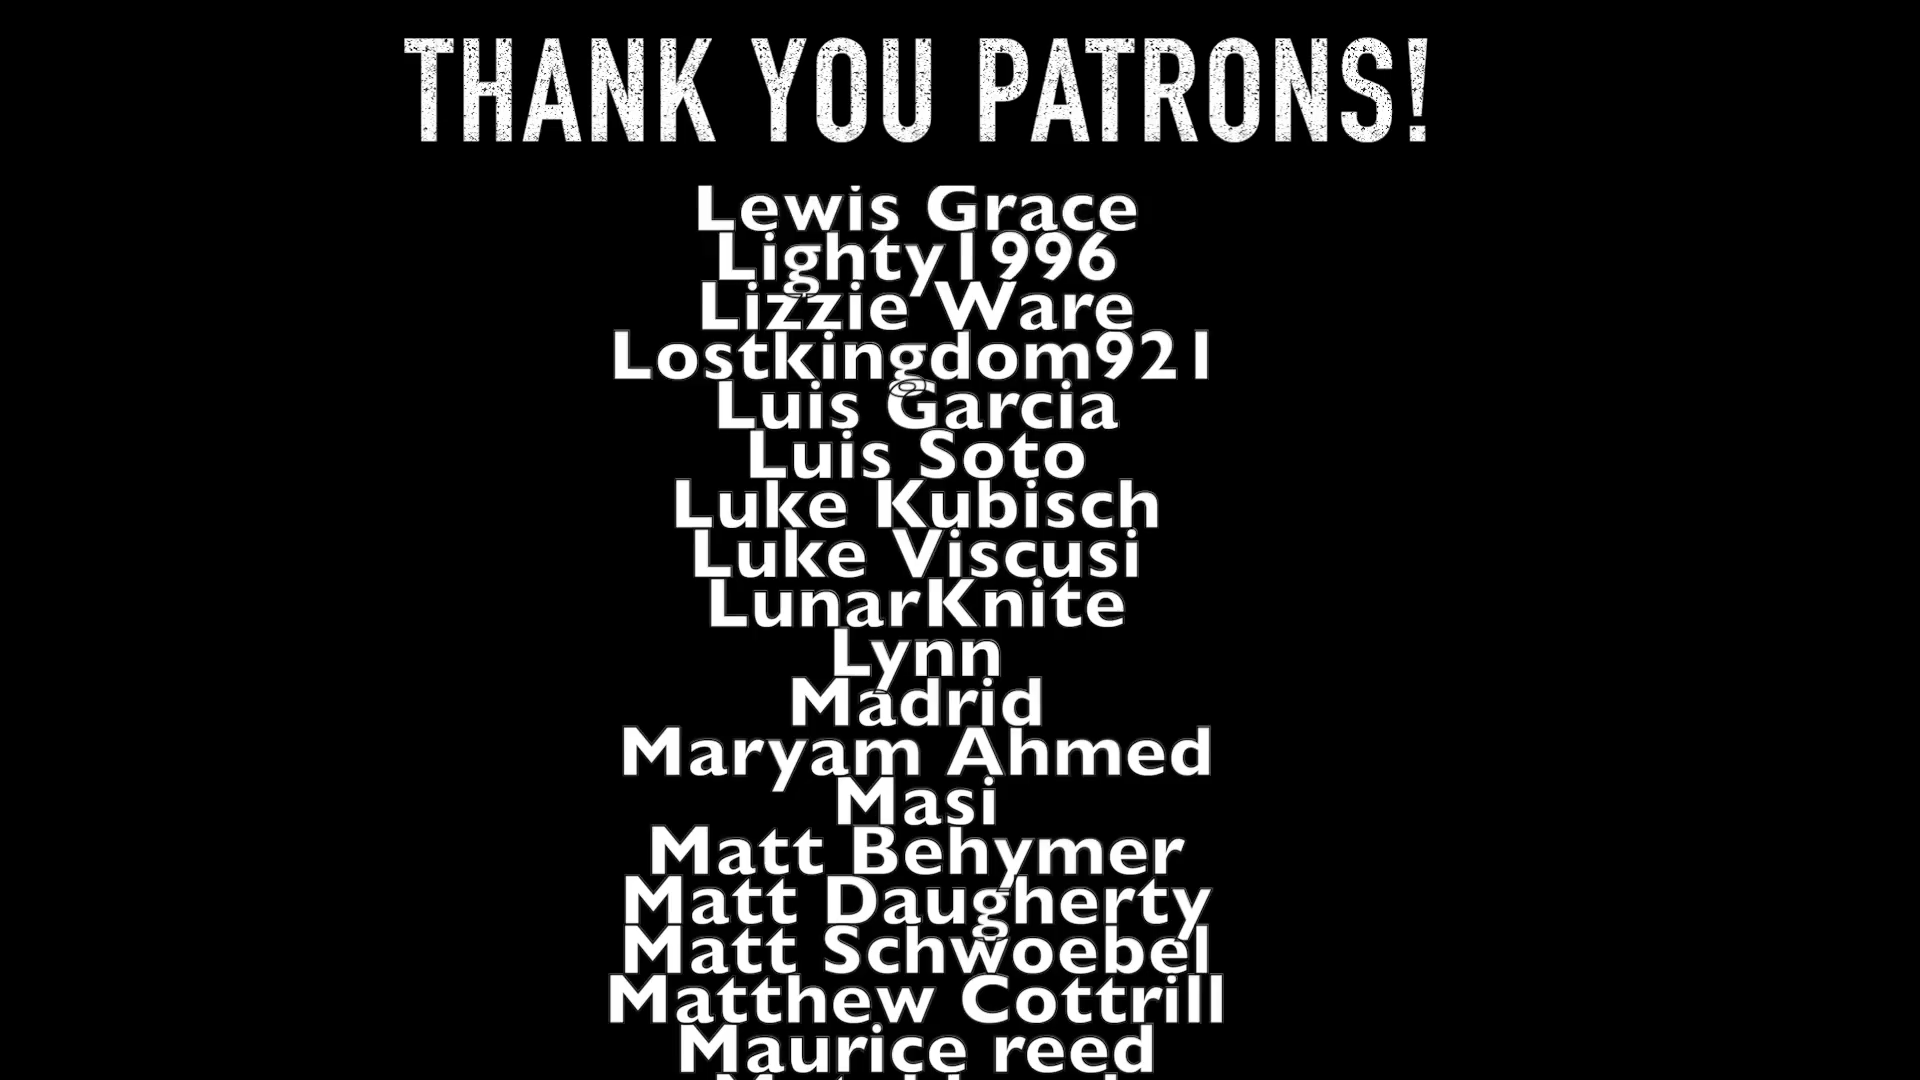 THANK YOU PATRONS!
Lewis Grace
Lighty1996
Lizzie Ware
Lostkingdom921
Luis Garcia
Luis Soto
Luke Kubisch
Luke Viscusi
LunarKnite
Lynn
Madrid
Maryam Ahmed
Masi
Matt Behymer
Matt Daugherty
Matt Schwoebel
Matthew Cottrill
Maurice reed